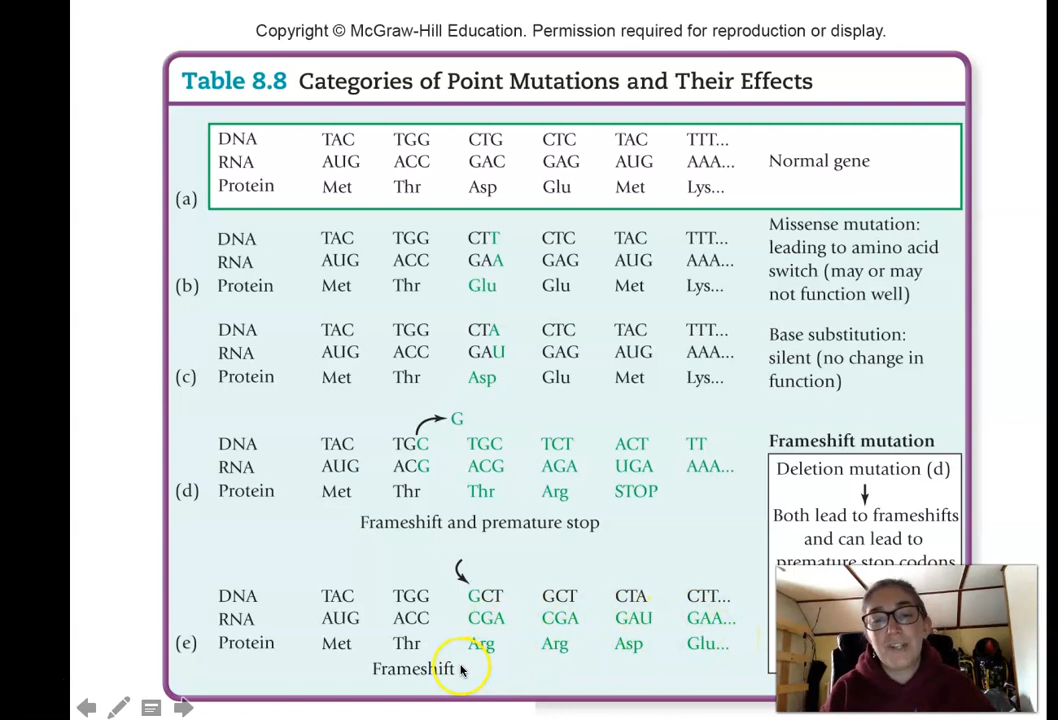 Copyright © McGraw-Hill Education. Permission required for reproduction or display.
Table 8.8 Categories of Point Mutations and Their Effects
DNA TAC TGG CTG CTC TAC TTT...
RNA AUG ACC GAC GAG AUG AAA... Normal gene
Protein Met Thr Asp Glu Met Lys...
(a)
Missense mutation:
DNA TAC TGG CTT CTC TAC TTT... leading to amino acid
RNA AUG ACC GAA GAG AUG AAA... switch (may or may
(b) Protein Met Thr Glu Glu Met Lys... not function well)
DNA TAC TGG CTA CTC TAC TTT... Base substitution:
RNA AUG ACC GAU GAG AUG AAA... silent (no change in
(c) Protein Met Thr Asp Glu Met Lys... function)
G
DNA TAC TGC TGC TCT ACT TT Frameshift mutation
RNA AUG ACG ACG AGA UGA AAA... Deletion mutation (d)
(d) Protein Met Thr Thr Arg STOP
Both lead to frameshifts
Frameshift and premature stop
and can lead to
premature stop codons
DNA TAC TGG GCT GCT CTA CTT...
RNA AUG ACC CGA CGA GAU GAA...
(e) Protein Met Thr Arg Arg Asp Glu...
Frameshift